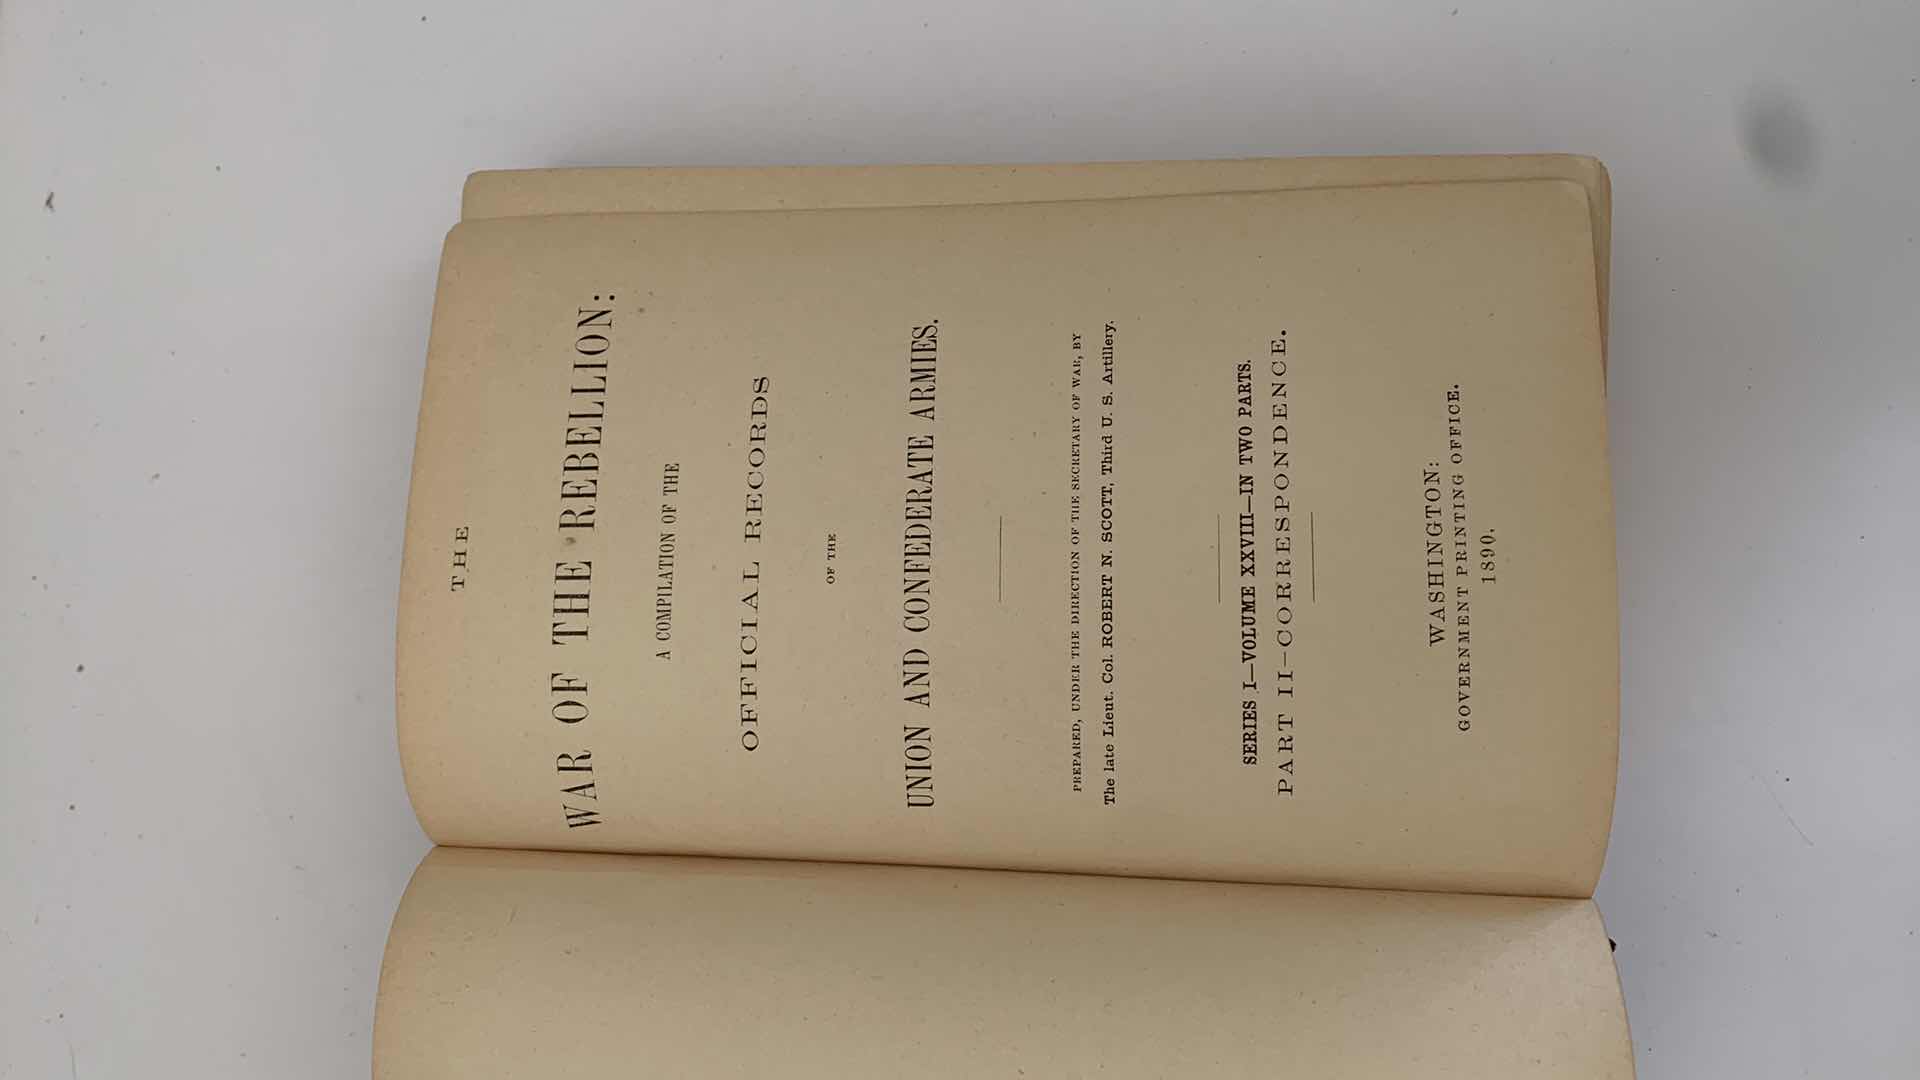 THE
WAR OF THE REBELLION:
A COMPILATION OF THE
OFFICIAL RECORDS
OF THE
UNION AND CONFEDERATE ARMIES.
PREPARED, UNDER THE DIRECTION OF THE SECRETARY OF WAR, BY
The late Lieut. Col. ROBERT N. SCOTT, Third U. S. Artillery.
SERIES I—VOLUME XXVIII—IN TWO PARTS.
PART II—CORRESPONDENCE.
WASHINGTON:
GOVERNMENT PRINTING OFFICE.
1890.